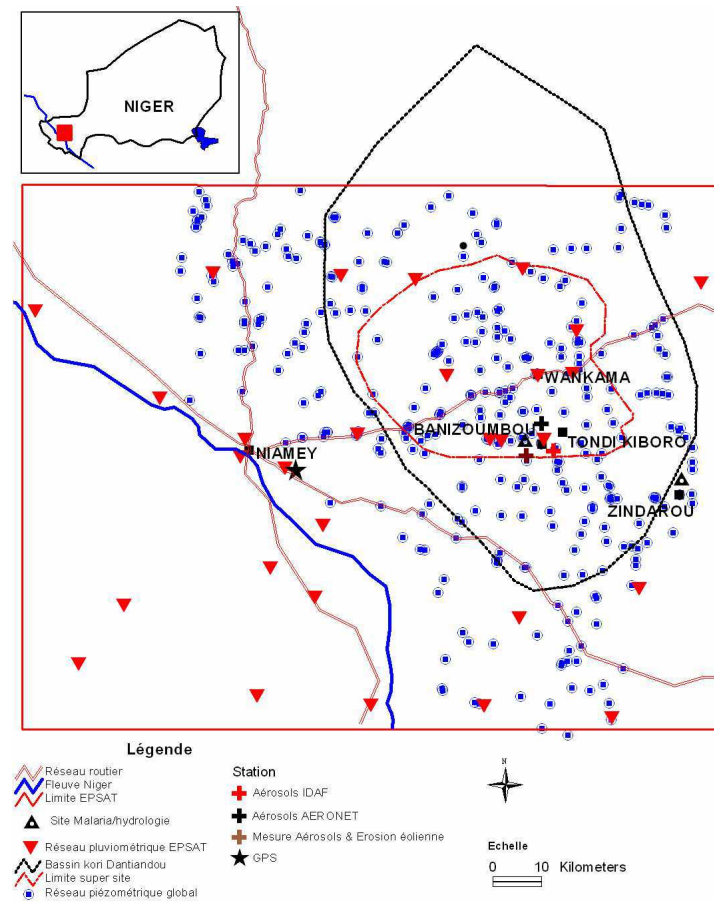 NIGER
WANKAMA
BANIZOUMBOU
TONDI KIBORO
NIAMEY
ZINDAROU
Légende
Réseau routier
Fleuve Niger
Limite EPSAT
Site Malaria/hydrologie
Réseau pluviométrique EPSAT
Bassin kori Dantiandou
Limite super site
Réseau piézométrique global
Station
Aérosols IDAF
Aérosols AERONET
Mesure Aérosols & Erosion éolienne
GPS
N
Echelle
0 10 Kilometers